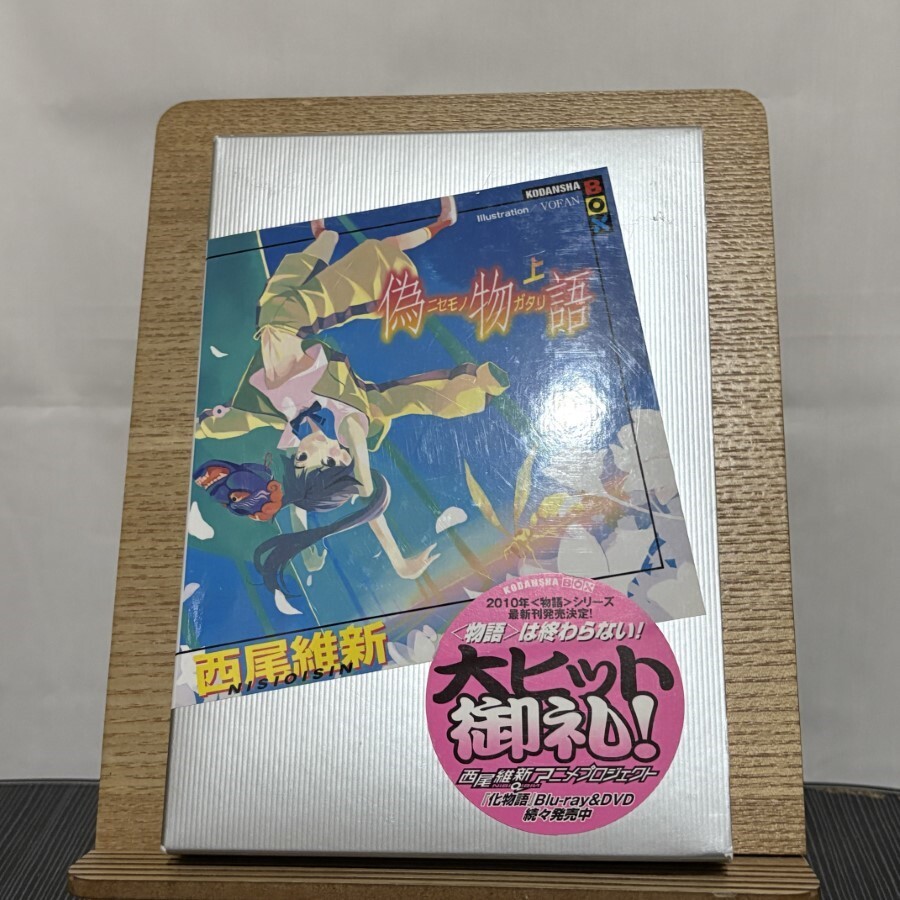 KODANSHA BOX
Illustration／VOFAN
上
偽物語
ニセモノガタリ
西尾維新
NISIOISIN
KODANSHA BOX
2010年〈物語〉シリーズ
最新刊発売決定!
〈物語〉は終わらない!
大ヒット
御礼!
西尾維新アニメプロジェクト
『化物語』Blu-ray&DVD
続々発売中